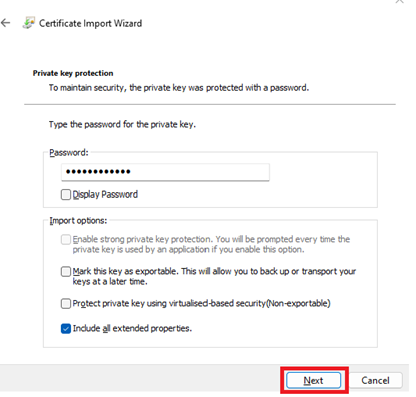 Certificate Import Wizard
Private key protection
To maintain security, the private key was protected with a password.
Type the password for the private key.
Password:
••••••••••••
Display Password
Import options:
Enable strong private key protection. You will be prompted every time the
private key is used by an application if you enable this option.
Mark this key as exportable. This will allow you to back up or transport your
keys at a later time.
Protect private key using virtualised-based security(Non-exportable)
Include all extended properties.
Next
Cancel